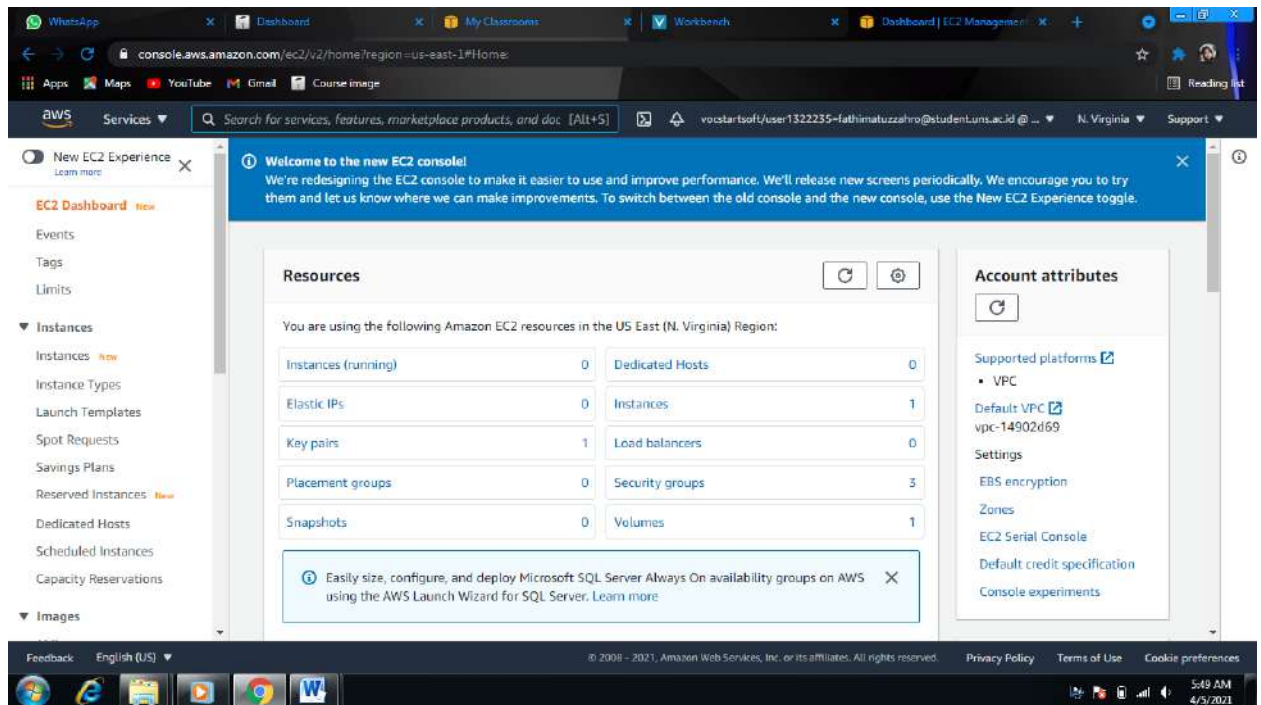 WhatsApp
Dashboard
My Classrooms
Workbench
Dashboard | EC2 Management
console.aws.amazon.com/ec2/v2/home?region=us-east-1#Home:
Apps Maps YouTube Gmail Course image Reading list
aws Services ▼ Search for services, features, marketplace products, and doc [Alt+S] vocstartsoft/user1322235=fathimatuzzahro@student.uns.ac.id @ ... ▼ N. Virginia ▼ Support ▼
New EC2 Experience
Learn more
EC2 Dashboard New
Events
Tags
Limits
Instances
Instances New
Instance Types
Launch Templates
Spot Requests
Savings Plans
Reserved Instances New
Dedicated Hosts
Scheduled Instances
Capacity Reservations
Images
Welcome to the new EC2 console!
We're redesigning the EC2 console to make it easier to use and improve performance. We'll release new screens periodically. We encourage you to try
them and let us know where we can make improvements. To switch between the old console and the new console, use the New EC2 Experience toggle.
Resources
You are using the following Amazon EC2 resources in the US East (N. Virginia) Region:
Instances (running) 0 Dedicated Hosts 0
Elastic IPs 0 Instances 1
Key pairs 1 Load balancers 0
Placement groups 0 Security groups 3
Snapshots 0 Volumes 1
Easily size, configure, and deploy Microsoft SQL Server Always On availability groups on AWS
using the AWS Launch Wizard for SQL Server. Learn more
Account attributes
Supported platforms
• VPC
Default VPC
vpc-14902d69
Settings
EBS encryption
Zones
EC2 Serial Console
Default credit specification
Console experiments
Feedback English (US) ▼ © 2008 - 2021, Amazon Web Services, Inc. or its affiliates. All rights reserved. Privacy Policy Terms of Use Cookie preferences
5:49 AM
4/5/2021